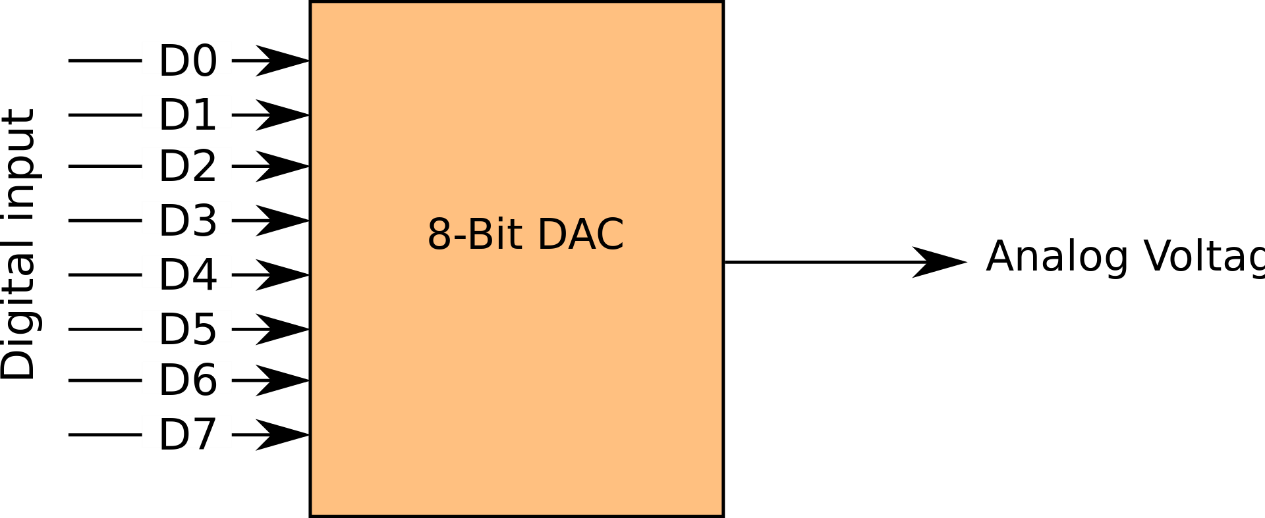 Digital input
D0
D1
D2
D3
D4
D5
D6
D7
8-Bit DAC
Analog Voltag